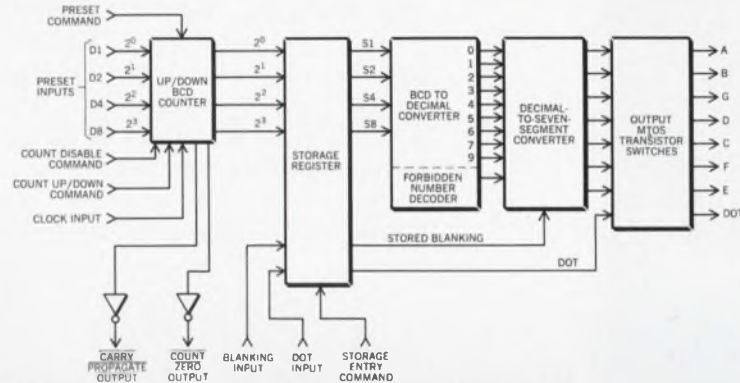 PRESET
COMMAND
PRESET
INPUTS
D1
D2
D4
D8
2⁰
2¹
2²
2³
UP/DOWN
BCD
COUNTER
COUNT DISABLE
COMMAND
COUNT UP/DOWN
COMMAND
CLOCK INPUT
CARRY
PROPAGATE
OUTPUT
COUNT
ZERO
OUTPUT
2⁰
2¹
2²
2³
STORAGE
REGISTER
BLANKING
INPUT
DOT
INPUT
STORAGE
ENTRY
COMMAND
S1
S2
S4
S8
BCD TO
DECIMAL
CONVERTER
0
1
2
3
4
5
6
7
9
FORBIDDEN
NUMBER
DECODER
STORED BLANKING
DOT
DECIMAL-
TO-SEVEN-
SEGMENT
CONVERTER
OUTPUT
MTOS
TRANSISTOR
SWITCHES
A
B
G
D
C
F
E
DOT